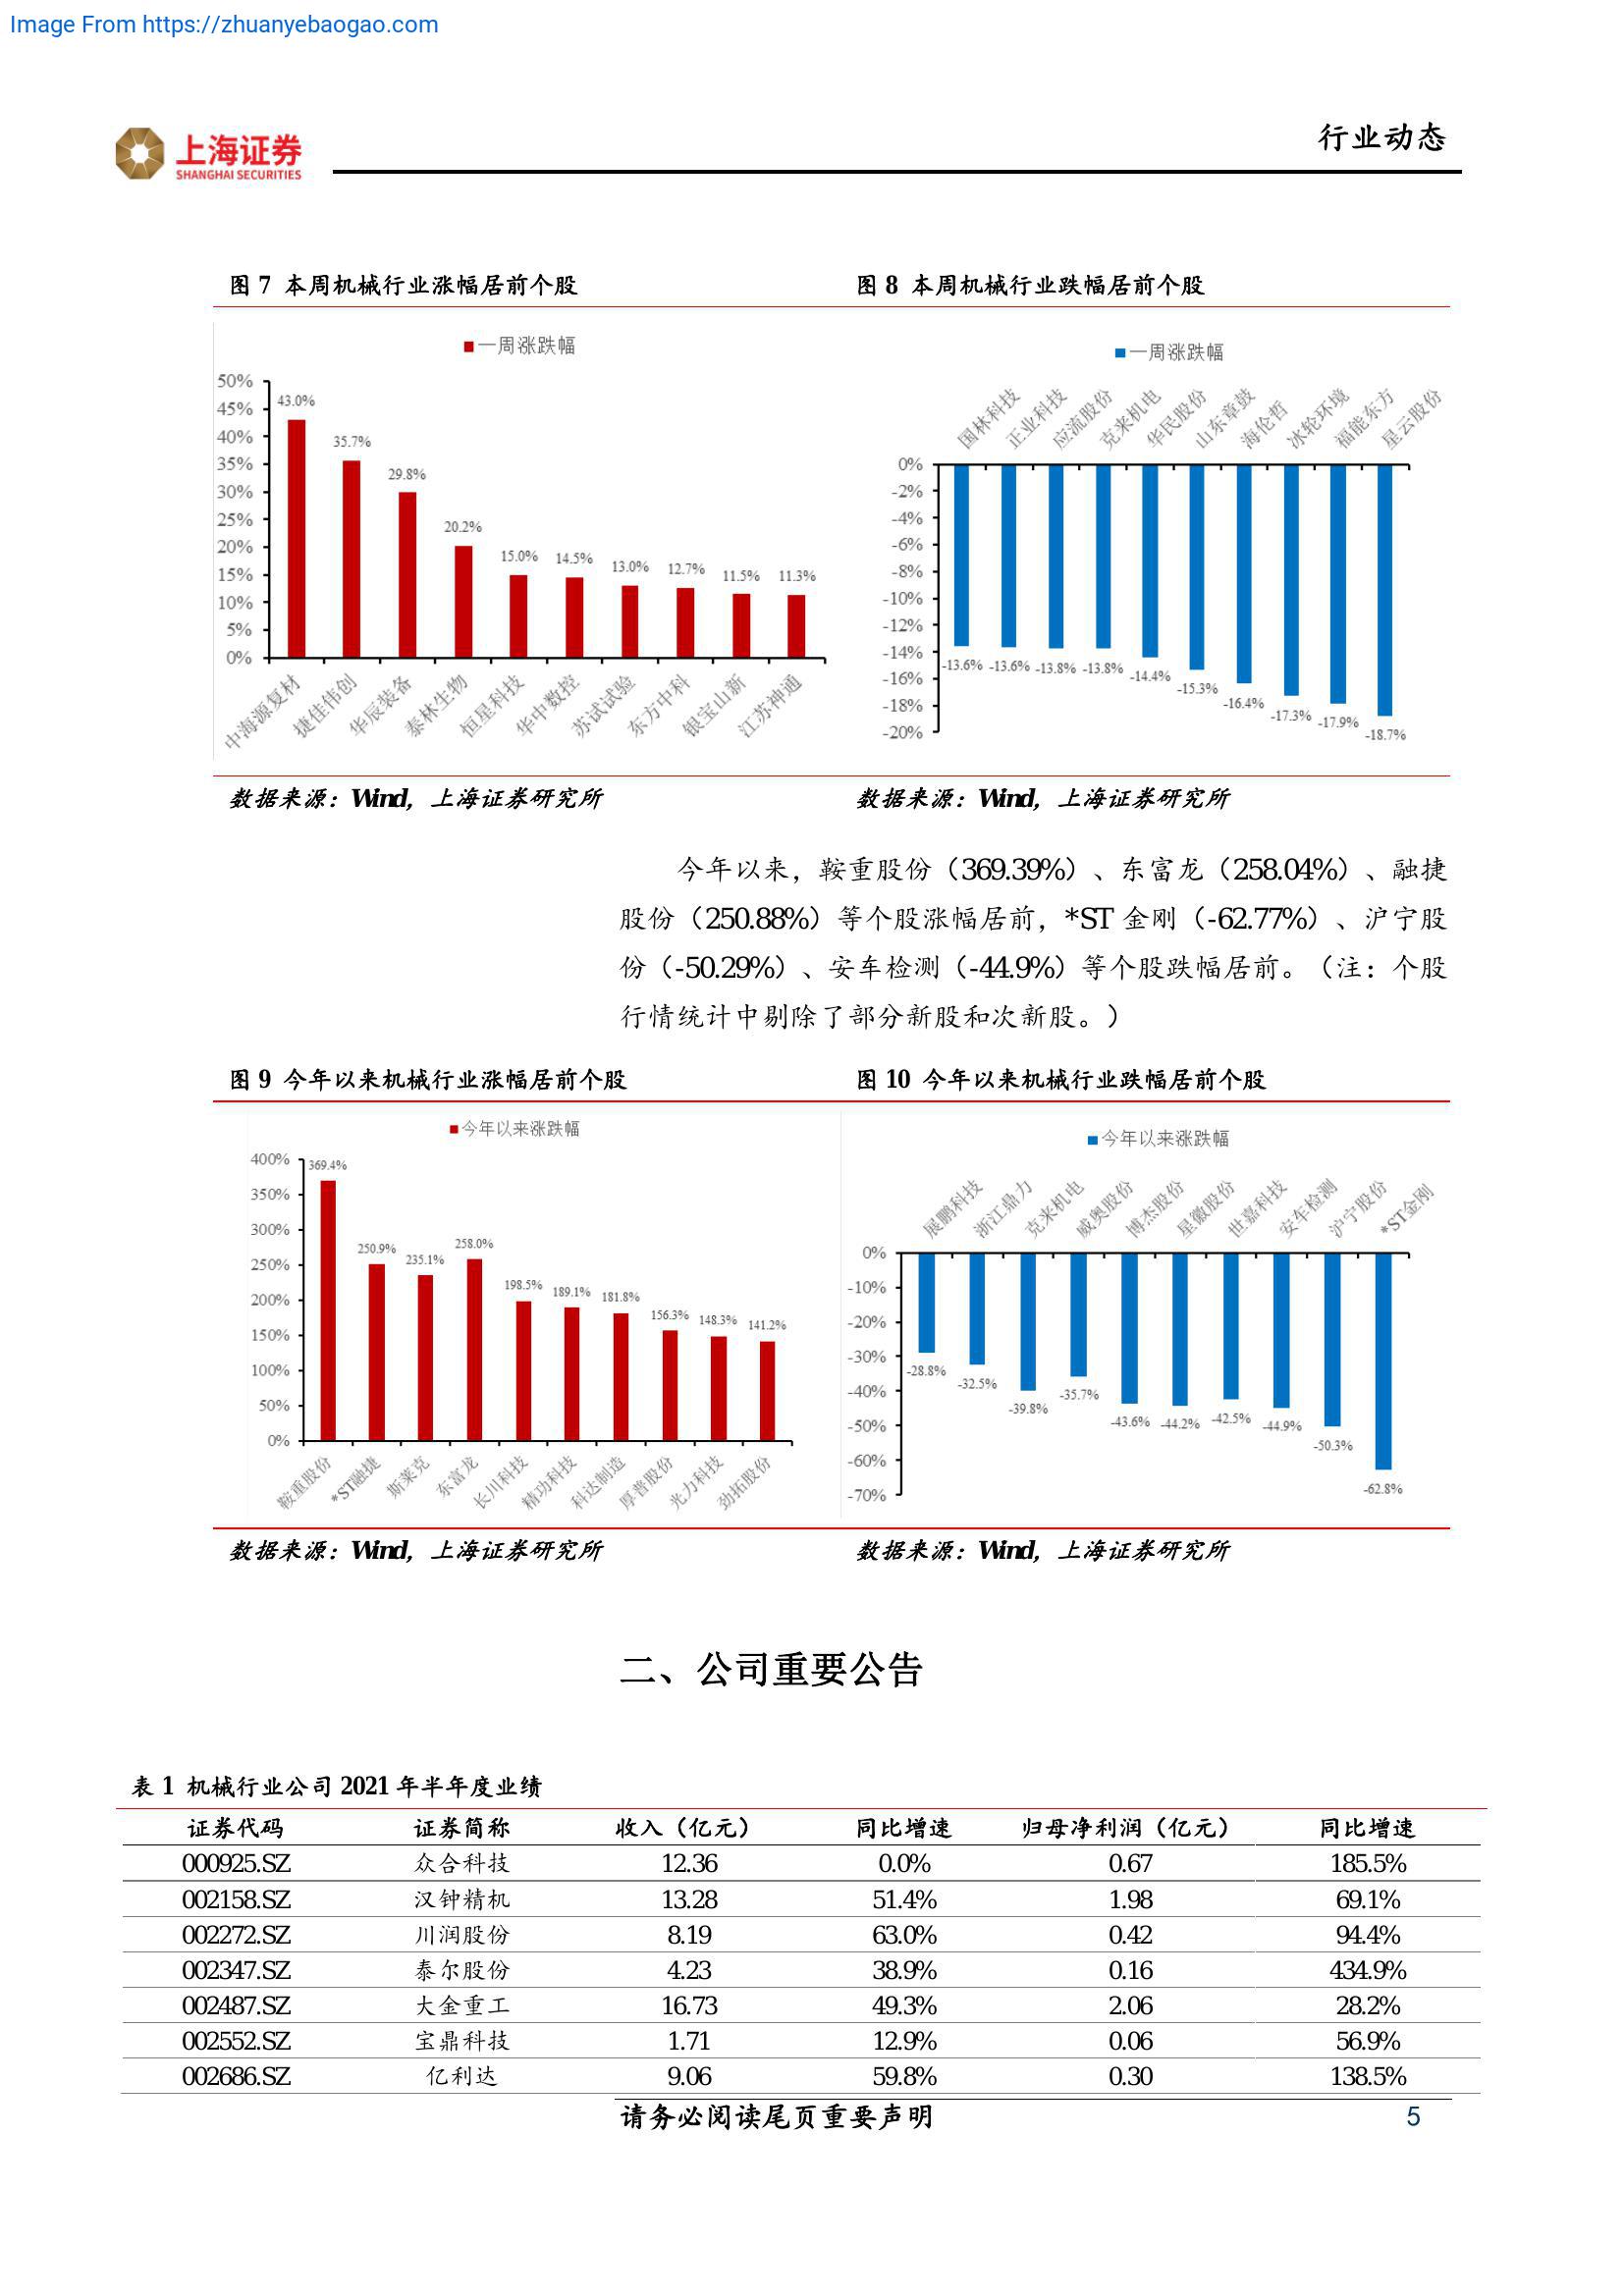 Image From https://zhuanyebaogao.com
上海证券
SHANGHAI SECURITIES
行业动态
图 7 本周机械行业涨幅居前个股
图 8 本周机械行业跌幅居前个股
一周涨跌幅
50%
45%
40%
35%
30%
25%
20%
15%
10%
5%
0%
43.0%
35.7%
29.8%
20.2%
15.0%
14.5%
13.0%
12.7%
11.5%
11.3%
中海源复材
捷佳伟创
华辰装备
泰林生物
恒星科技
华中数控
苏试试验
东方中科
银宝山新
江苏神通
一周涨跌幅
国林科技
正业科技
应流股份
克来机电
华民股份
山东章鼓
海伦哲
冰轮环境
福能东方
星云股份
0%
-2%
-4%
-6%
-8%
-10%
-12%
-14%
-16%
-18%
-20%
-13.6%
-13.6%
-13.8%
-13.8%
-14.4%
-15.3%
-16.4%
-17.3%
-17.9%
-18.7%
数据来源：Wind，上海证券研究所
数据来源：Wind，上海证券研究所
今年以来，鞍重股份（369.39%）、东富龙（258.04%）、融捷
股份（250.88%）等个股涨幅居前，*ST 金刚（-62.77%）、沪宁股
份（-50.29%）、安车检测（-44.9%）等个股跌幅居前。（注：个股
行情统计中剔除了部分新股和次新股。）
图 9 今年以来机械行业涨幅居前个股
图 10 今年以来机械行业跌幅居前个股
今年以来涨跌幅
400%
350%
300%
250%
200%
150%
100%
50%
0%
369.4%
250.9%
235.1%
258.0%
198.5%
189.1%
181.8%
156.3%
148.3%
141.2%
鞍重股份
*ST融捷
斯莱克
东富龙
长川科技
精功科技
科达制造
厚普股份
光力科技
劲拓股份
今年以来涨跌幅
展鹏科技
浙江鼎力
克来机电
威奥股份
博杰股份
星徽股份
世嘉科技
安车检测
沪宁股份
*ST金刚
0%
-10%
-20%
-30%
-40%
-50%
-60%
-70%
-28.8%
-32.5%
-39.8%
-35.7%
-43.6%
-44.2%
-42.5%
-44.9%
-50.3%
-62.8%
数据来源：Wind，上海证券研究所
数据来源：Wind，上海证券研究所
二、公司重要公告
表 1 机械行业公司 2021 年半年度业绩
证券代码 证券简称 收入（亿元） 同比增速 归母净利润（亿元） 同比增速
000925.SZ 众合科技 12.36 0.0% 0.67 185.5%
002158.SZ 汉钟精机 13.28 51.4% 1.98 69.1%
002272.SZ 川润股份 8.19 63.0% 0.42 94.4%
002347.SZ 泰尔股份 4.23 38.9% 0.16 434.9%
002487.SZ 大金重工 16.73 49.3% 2.06 28.2%
002552.SZ 宝鼎科技 1.71 12.9% 0.06 56.9%
002686.SZ 亿利达 9.06 59.8% 0.30 138.5%
请务必阅读尾页重要声明
5